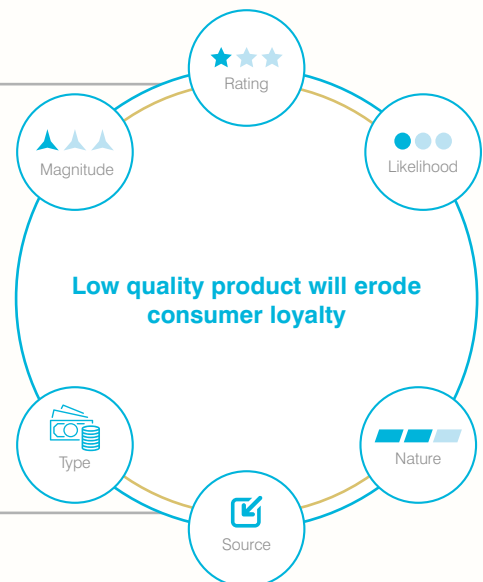 Rating
Magnitude
Likelihood
Low quality product will erode
consumer loyalty
Type
Nature
Source